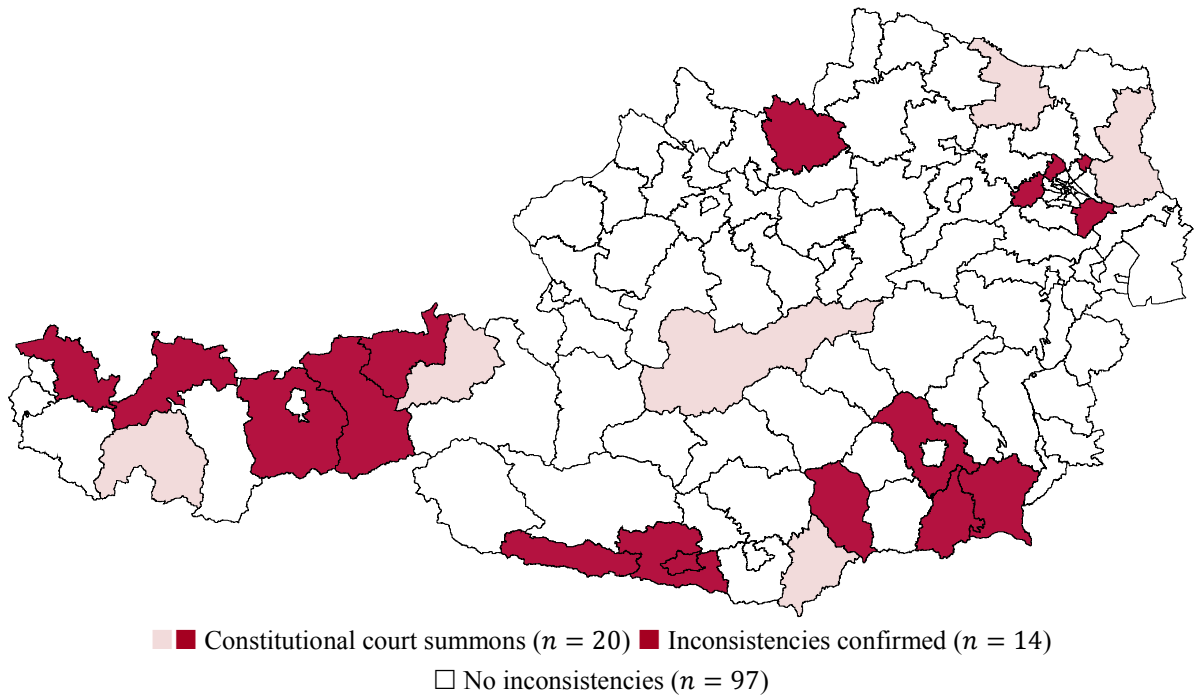 Constitutional court summons (n = 20) Inconsistencies confirmed (n = 14)
No inconsistencies (n = 97)